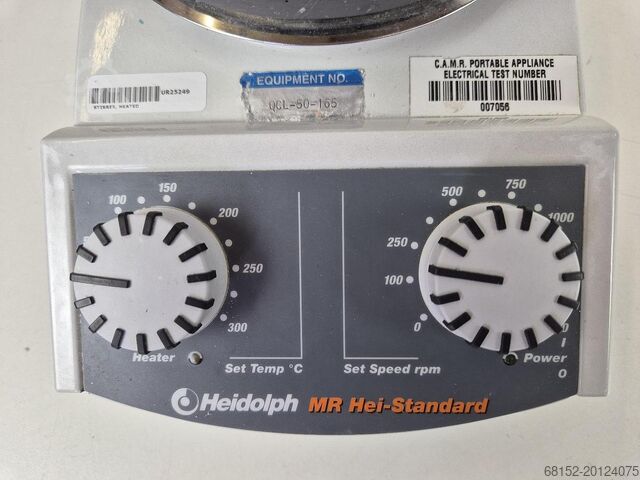 EQUIPMENT NO.
QCL-50-165
UR25249
STIRRER, HEATED
C.A.M.R. PORTABLE APPLIANCE
ELECTRICAL TEST NUMBER
007056
100
150
200
250
300
Heater
Set Temp °C
0
100
250
500
750
1000
Set Speed rpm
Power
I
O
Heidolph MR Hei-Standard
68152-20124075